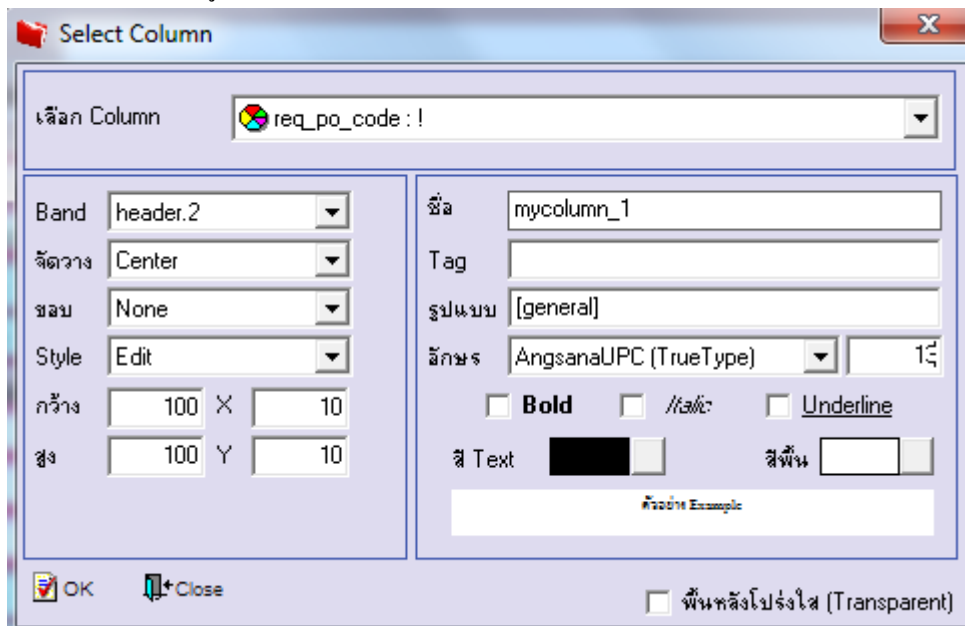 Select Column
เลือก Column req_po_code : !
Band header.2
จัดวาง Center
ขอบ None
Style Edit
กว้าง 100 X 10
สูง 100 Y 10
ชื่อ mycolumn_1
Tag
รูปแบบ [general]
อักษร AngsanaUPC (TrueType)
Bold Italic Underline
สี Text สีพื้น
ตัวอย่าง Example
OK Close
พื้นหลังโปร่งใส (Transparent)